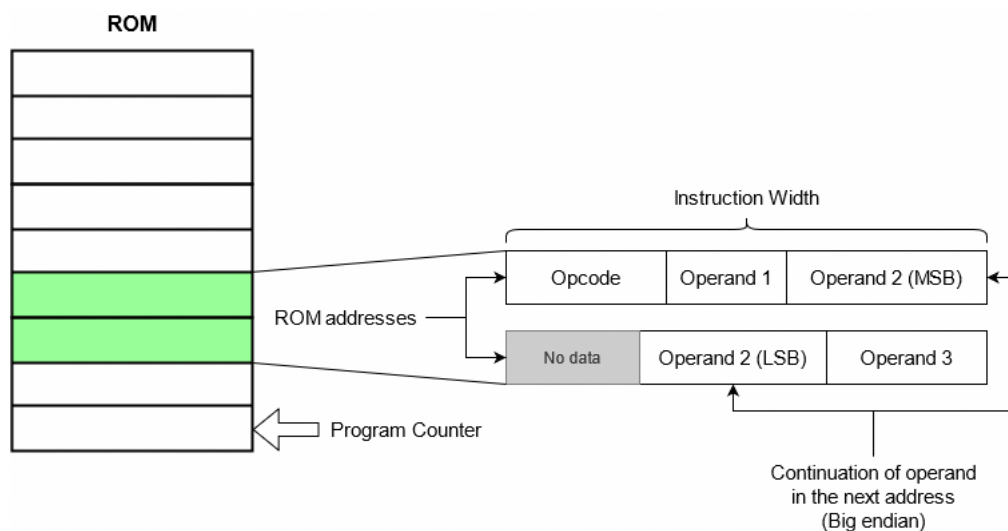 ROM
Instruction Width
Opcode
Operand 1
Operand 2 (MSB)
ROM addresses
No data
Operand 2 (LSB)
Operand 3
Program Counter
Continuation of operand
in the next address
(Big endian)